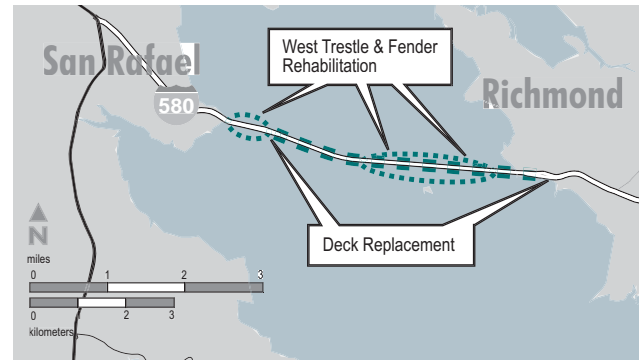 West Trestle & Fender
Rehabilitation
San Rafael
Richmond
580
Deck Replacement
N
miles
0 1 2 3
0 1 2 3
kilometers